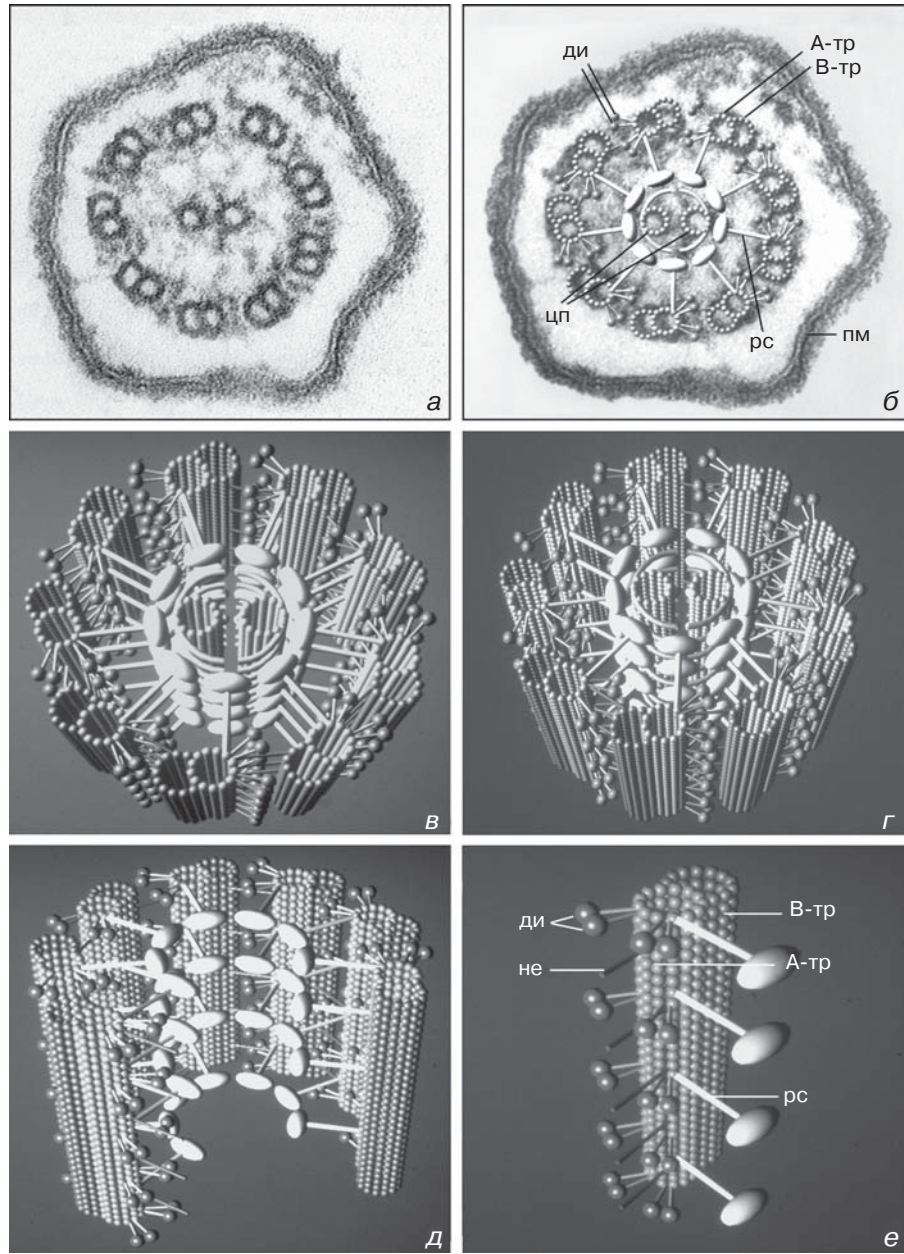 ди
А-тр
В-тр
цп
рс
пм
а
б
в
г
ди
В-тр
не
А-тр
рс
д
е